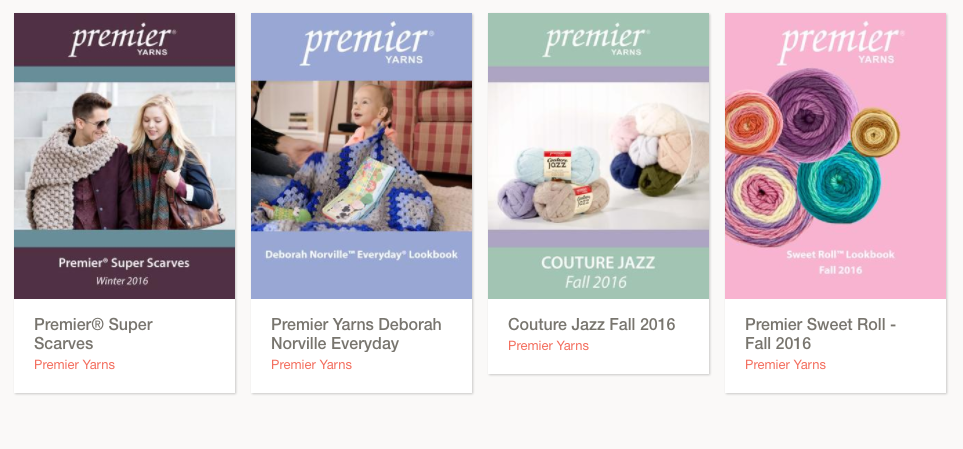 premier®
YARNS
Premier® Super Scarves
Winter 2016
Premier® Super
Scarves
Premier Yarns
premier®
YARNS
Deborah Norville™ Everyday® Lookbook
Premier Yarns Deborah
Norville Everyday
Premier Yarns
premier®
YARNS
Couture
Jazz
COUTURE JAZZ
Fall 2016
Couture Jazz Fall 2016
Premier Yarns
premier®
YARNS
Sweet Roll™ Lookbook
Fall 2016
Premier Sweet Roll -
Fall 2016
Premier Yarns